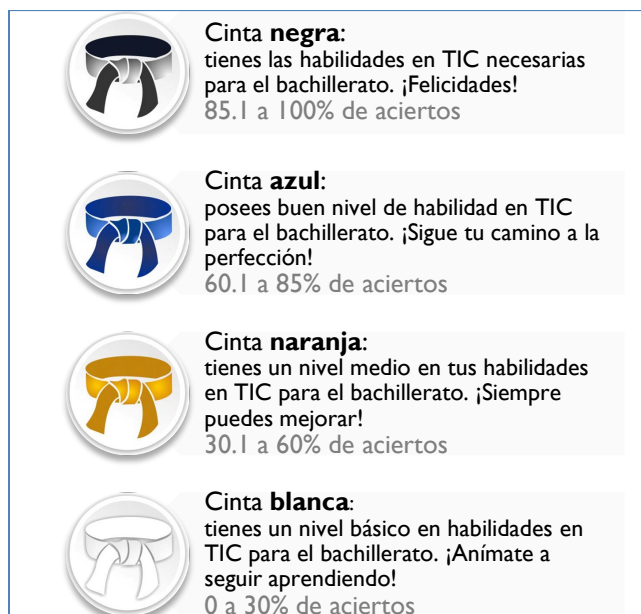 Cinta negra:
tienes las habilidades en TIC necesarias
para el bachillerato. ¡Felicidades!
85.1 a 100% de aciertos
Cinta azul:
posees buen nivel de habilidad en TIC
para el bachillerato. ¡Sigue tu camino a la
perfección!
60.1 a 85% de aciertos
Cinta naranja:
tienes un nivel medio en tus habilidades
en TIC para el bachillerato. ¡Siempre
puedes mejorar!
30.1 a 60% de aciertos
Cinta blanca:
tienes un nivel básico en habilidades en
TIC para el bachillerato. ¡Anímate a
seguir aprendiendo!
0 a 30% de aciertos